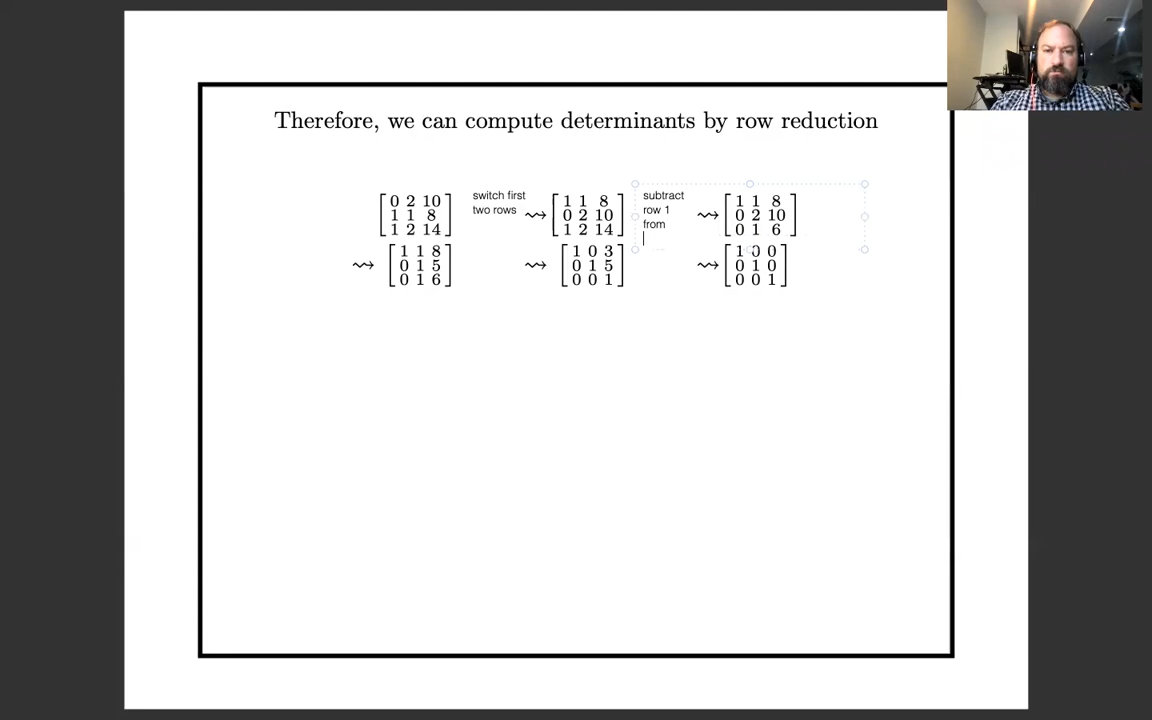 Therefore, we can compute determinants by row reduction
[0 2 10] switch first [1 1 8] subtract [1 1 8]
[1 1 8] two rows ⇝ [0 2 10] row 1 ⇝ [0 2 10]
[1 2 14] [1 2 14] from [0 1 6]
[1 1 8] [1 0 3] [1 0 0]
⇝ [0 1 5] ⇝ [0 1 5] ⇝ [0 1 0]
[0 1 6] [0 0 1] [0 0 1]